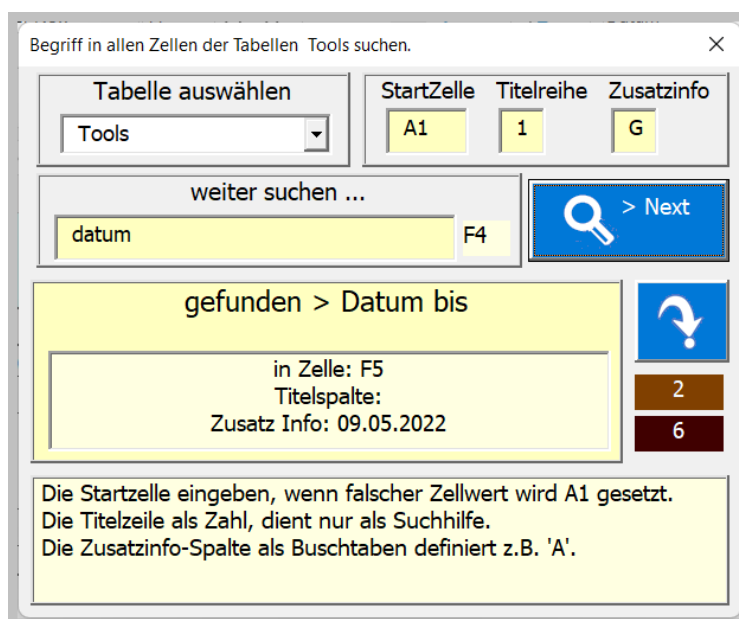 Begriff in allen Zellen der Tabellen  Tools suchen.
Tabelle auswählen
StartZelle Titelreihe Zusatzinfo
Tools
A1 1 G
weiter suchen ...
> Next
datum
F4
gefunden > Datum bis
in Zelle: F5
Titelspalte:
Zusatz Info: 09.05.2022
2
6
Die Startzelle eingeben, wenn falscher Zellwert wird A1 gesetzt.
Die Titelzeile als Zahl, dient nur als Suchhilfe.
Die Zusatzinfo-Spalte als Buschtaben definiert z.B. 'A'.